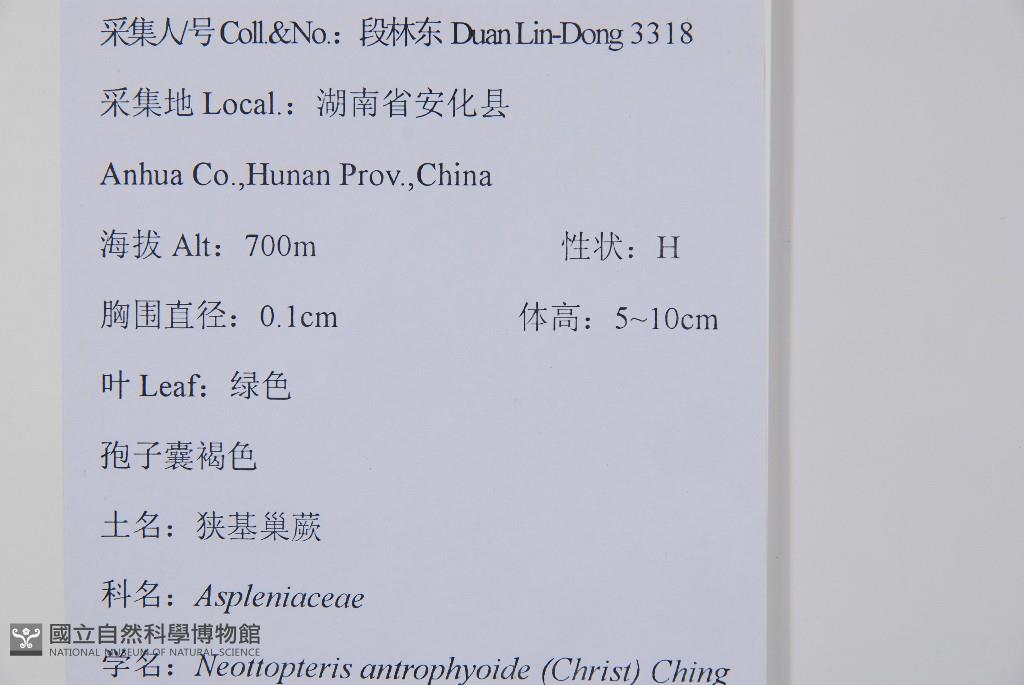 采集人/号 Coll.&No.：段林东 Duan Lin-Dong 3318
采集地 Local.：湖南省安化县
Anhua Co.,Hunan Prov.,China
海拔 Alt：700m 性状：H
胸围直径：0.1cm 体高：5~10cm
叶 Leaf：绿色
孢子囊褐色
土名：狭基巢蕨
科名：Aspleniaceae
國立自然科學博物館
NATIONAL MUSEUM OF NATURAL SCIENCE
学名：Neottopteris antrophyoide (Christ) Ching